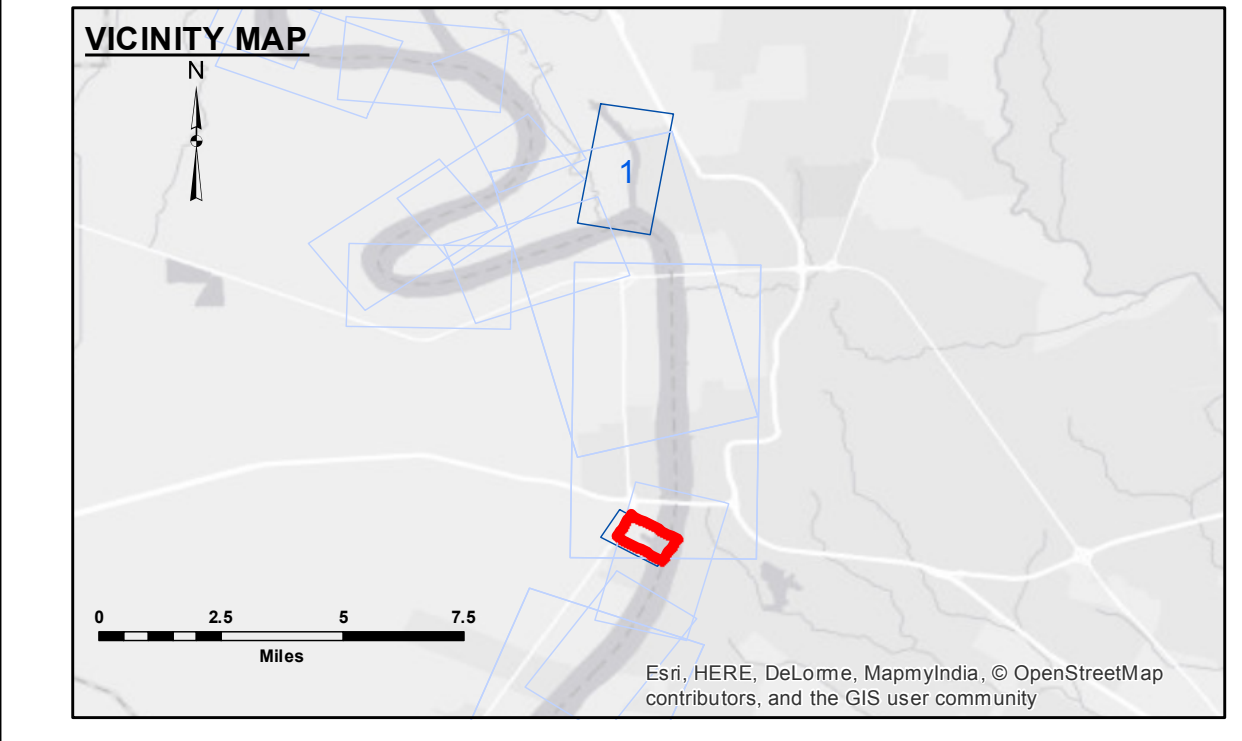 VICINITY MAP
N
1
0 2.5 5 7.5
Miles
Esri, HERE, DeLorme, MapmyIndia, © OpenStreetMap
contributors, and the GIS user community